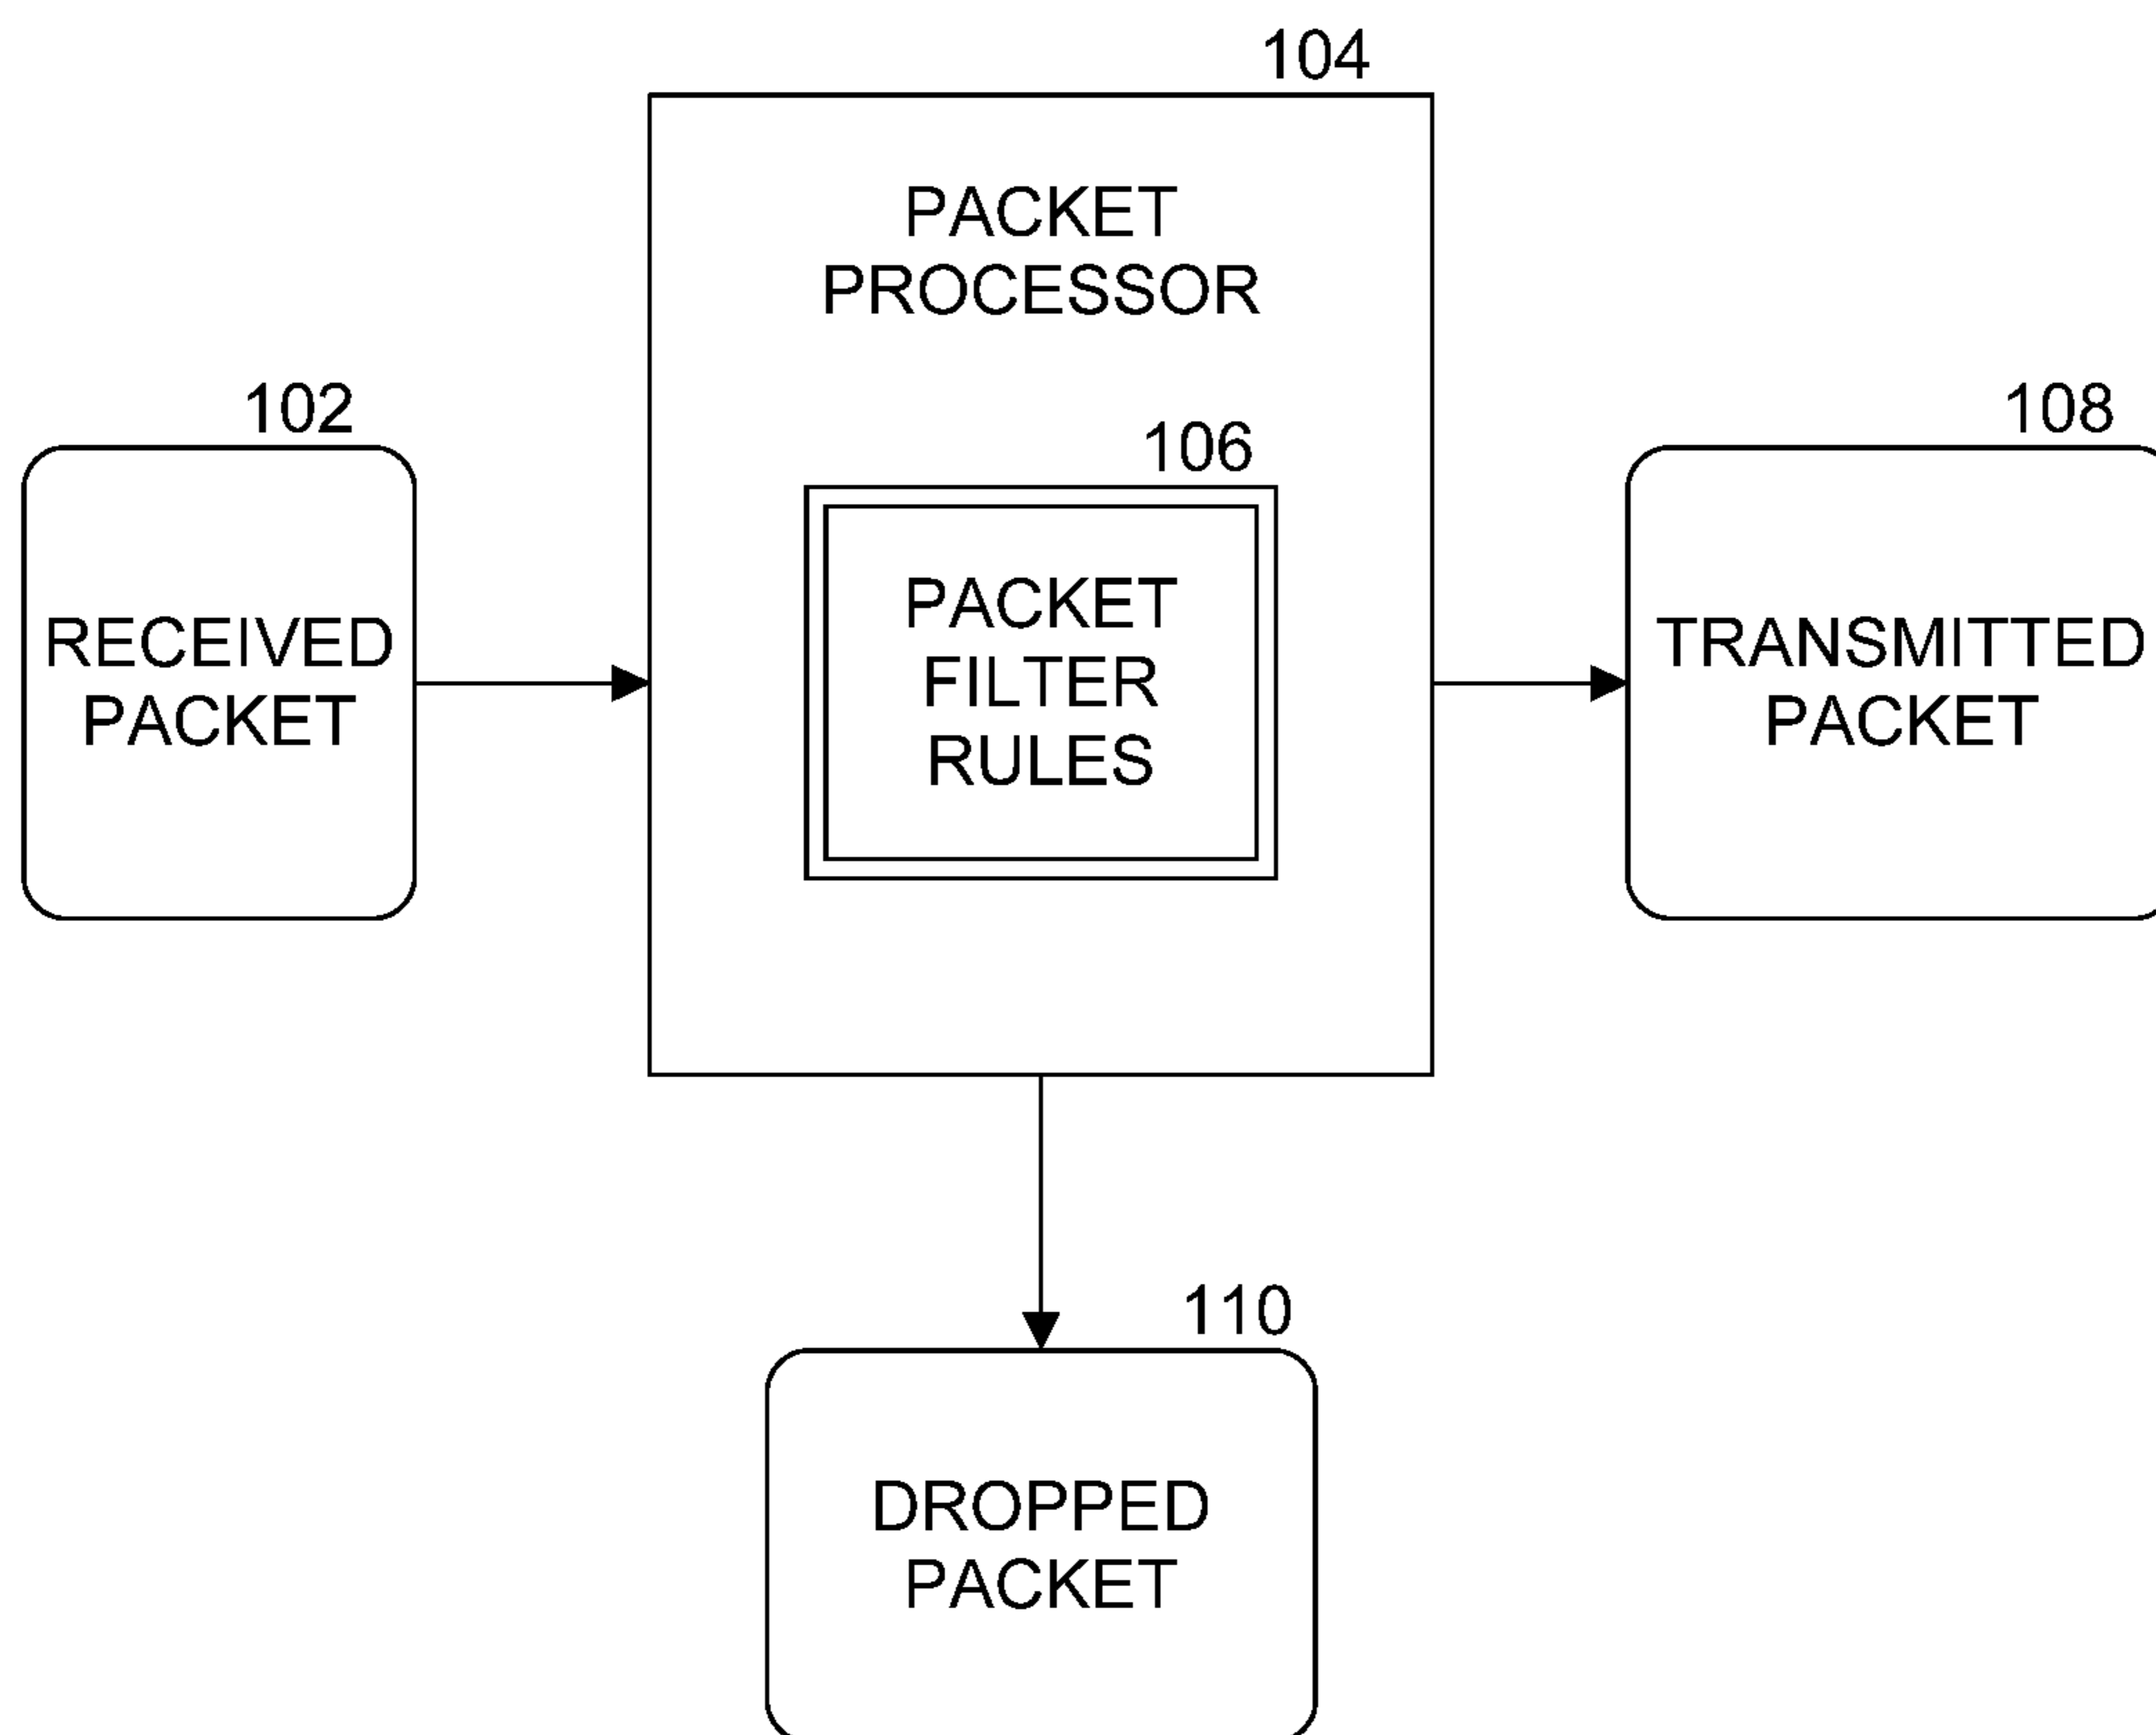 104
PACKET
PROCESSOR
102
106
108
RECEIVED
PACKET
PACKET
FILTER
RULES
TRANSMITTED
PACKET
110
DROPPED
PACKET